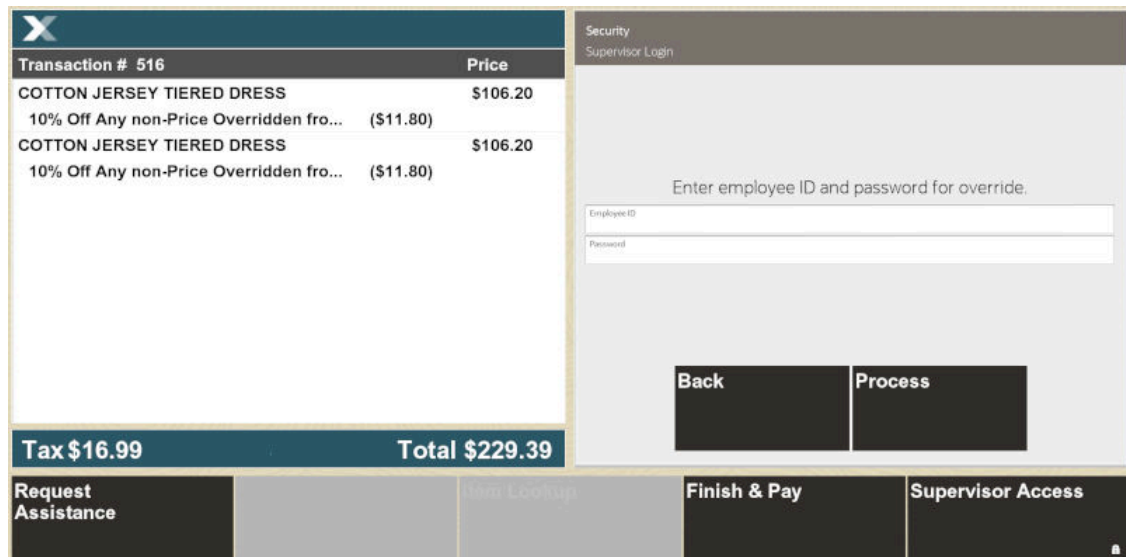 Transaction # 516 Price
COTTON JERSEY TIERED DRESS $106.20
10% Off Any non-Price Overridden fro... ($11.80)
COTTON JERSEY TIERED DRESS $106.20
10% Off Any non-Price Overridden fro... ($11.80)
Tax $16.99 Total $229.39
Security
Supervisor Login
Enter employee ID and password for override.
Employee ID
Password
Back
Process
Request
Assistance
Item Lookup
Finish & Pay
Supervisor Access